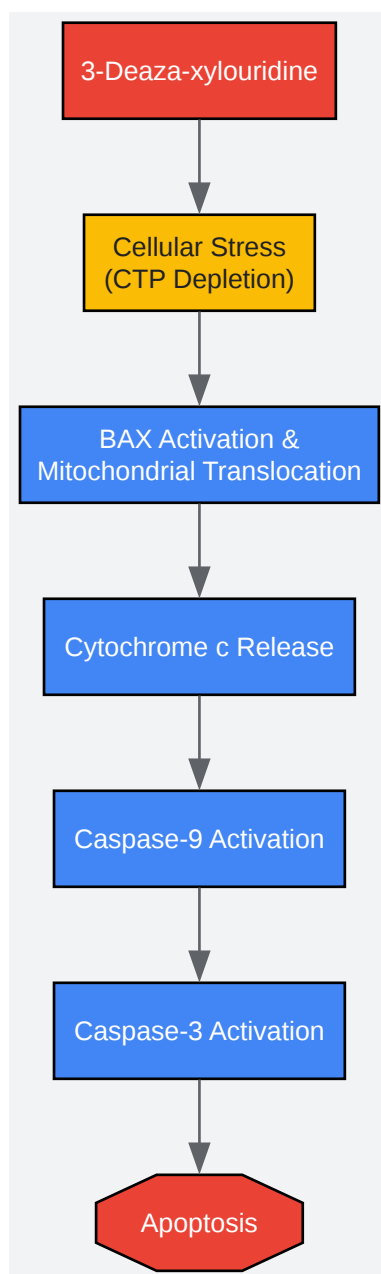 3-Deaza-xylouridine
Cellular Stress
(CTP Depletion)
BAX Activation &
Mitochondrial Translocation
Cytochrome c Release
Caspase-9 Activation
Caspase-3 Activation
Apoptosis